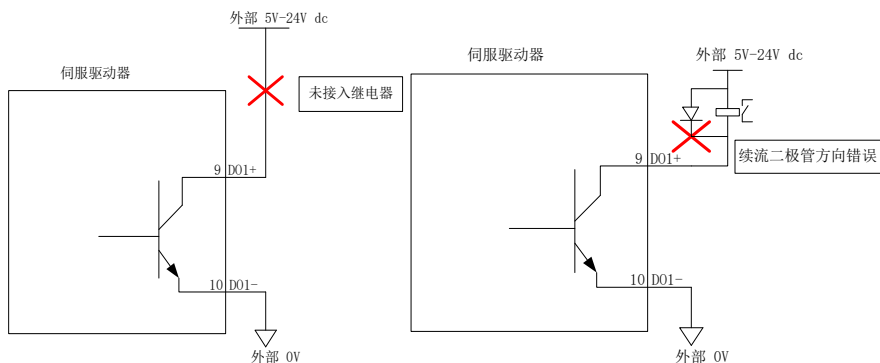 外部 5V-24V dc
伺服驱动器
未接入继电器
9 DO1+
10 DO1-
外部 0V
伺服驱动器
外部 5V-24V dc
续流二极管方向错误
9 DO1+
10 DO1-
外部 0V